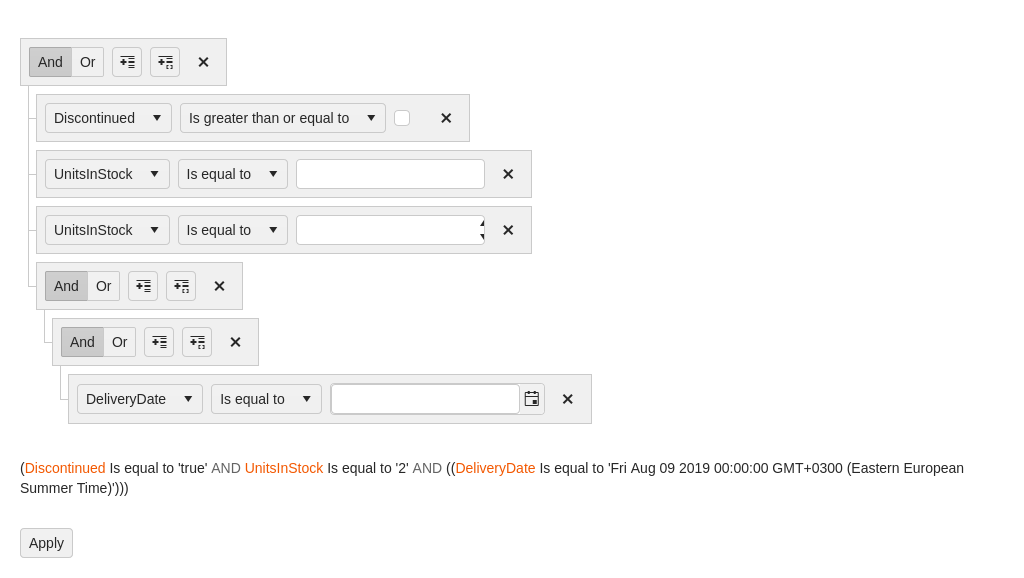 And Or
Discontinued Is greater than or equal to
UnitsInStock Is equal to
UnitsInStock Is equal to
And Or
And Or
DeliveryDate Is equal to
(Discontinued Is equal to 'true' AND UnitsInStock Is equal to '2' AND ((DeliveryDate Is equal to 'Fri Aug 09 2019 00:00:00 GMT+0300 (Eastern European
Summer Time)')))
Apply